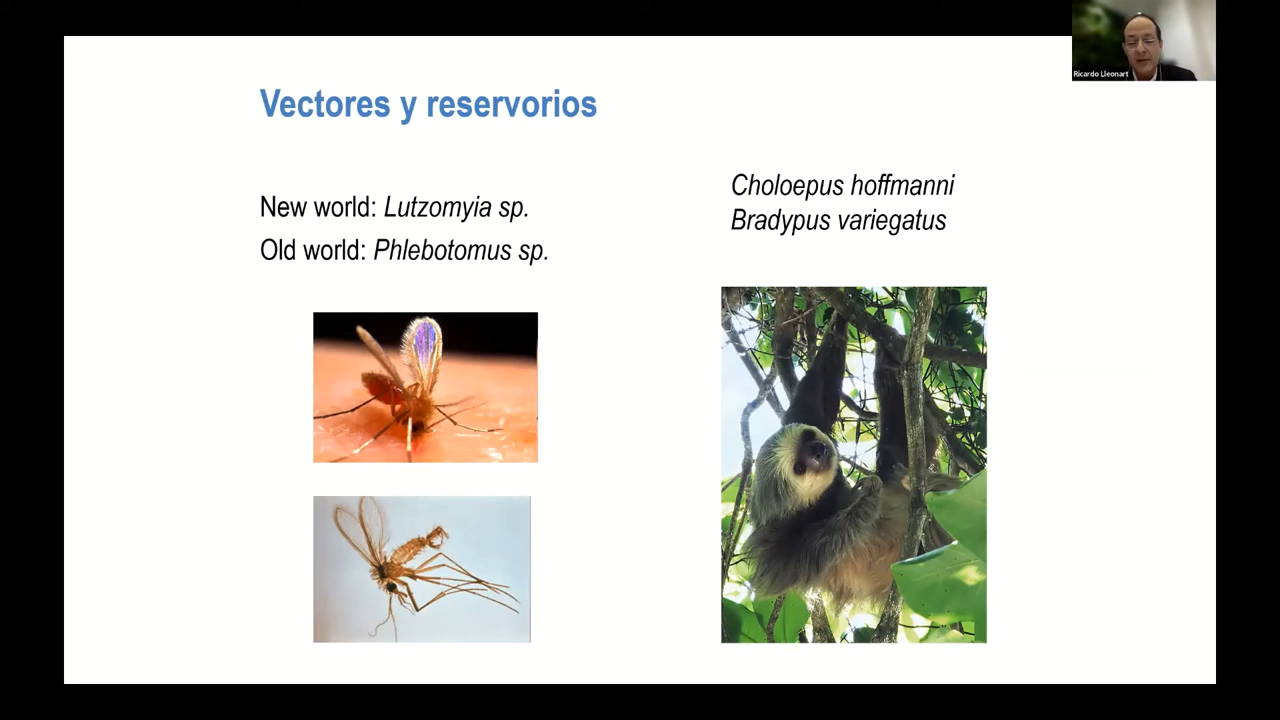 Vectores y reservorios
New world: Lutzomyia sp.
Old world: Phlebotomus sp.
Choloepus hoffmanni
Bradypus variegatus
Ricardo Lleonart